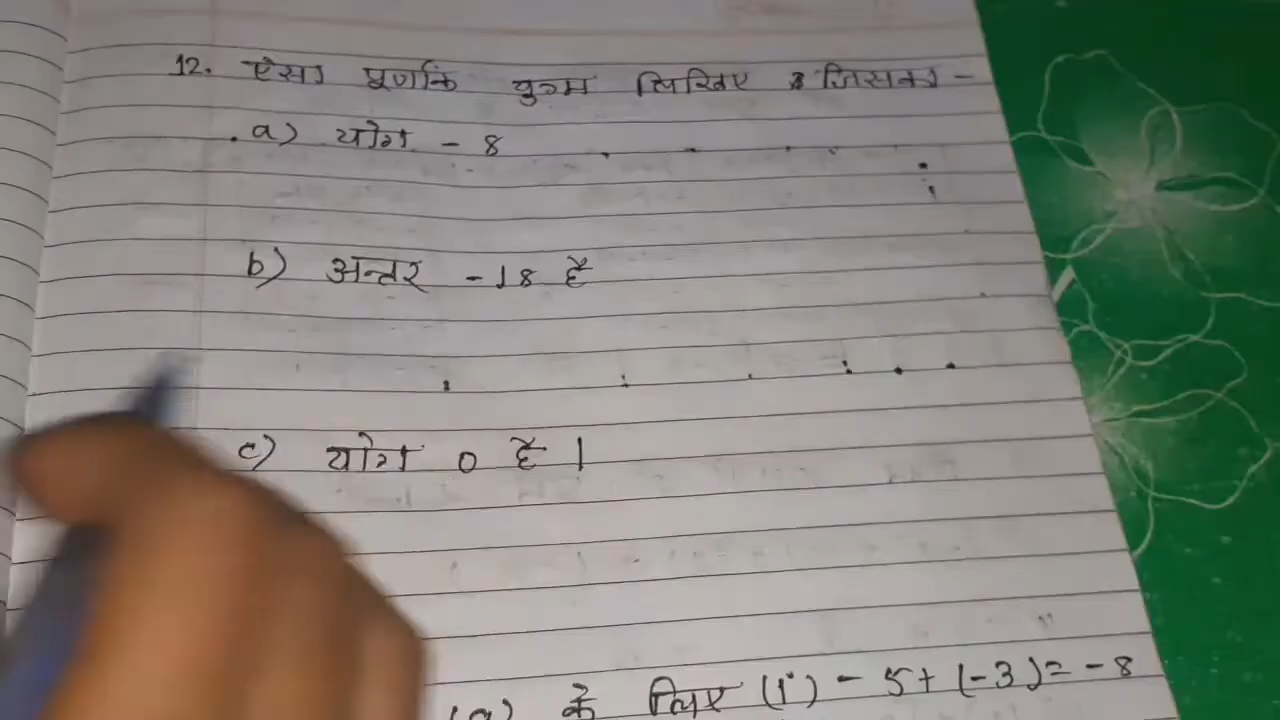 12. ऐसा पूर्णांक युग्म लिखिए जिसका -
a) योग - 8
b) अन्तर -18 है
c) योग 0 है |
(a) के लिए (i) - 5 + (-3) = - 8